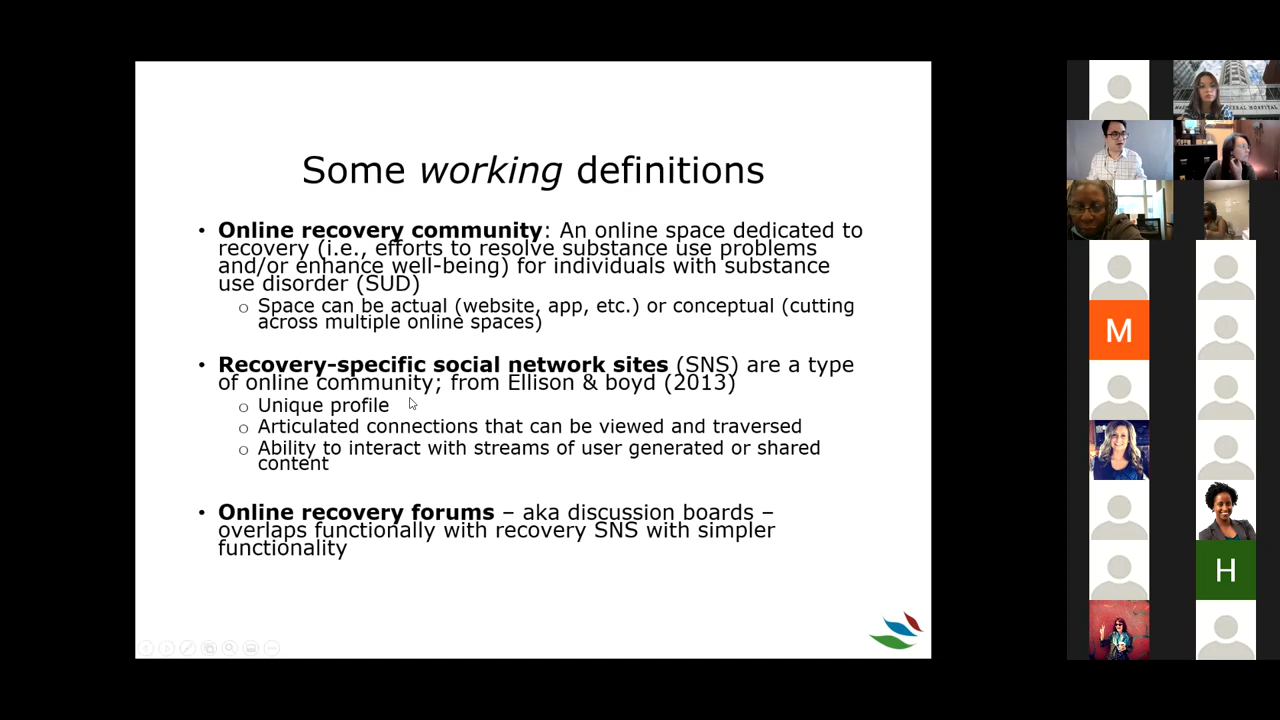 Some working definitions
• Online recovery community: An online space dedicated to
recovery (i.e., efforts to resolve substance use problems
and/or enhance well-being) for individuals with substance
use disorder (SUD)
o Space can be actual (website, app, etc.) or conceptual (cutting
across multiple online spaces)
• Recovery-specific social network sites (SNS) are a type
of online community; from Ellison & boyd (2013)
o Unique profile
o Articulated connections that can be viewed and traversed
o Ability to interact with streams of user generated or shared
content
• Online recovery forums – aka discussion boards –
overlaps functionally with recovery SNS with simpler
functionality
HOSPITAL
M
H